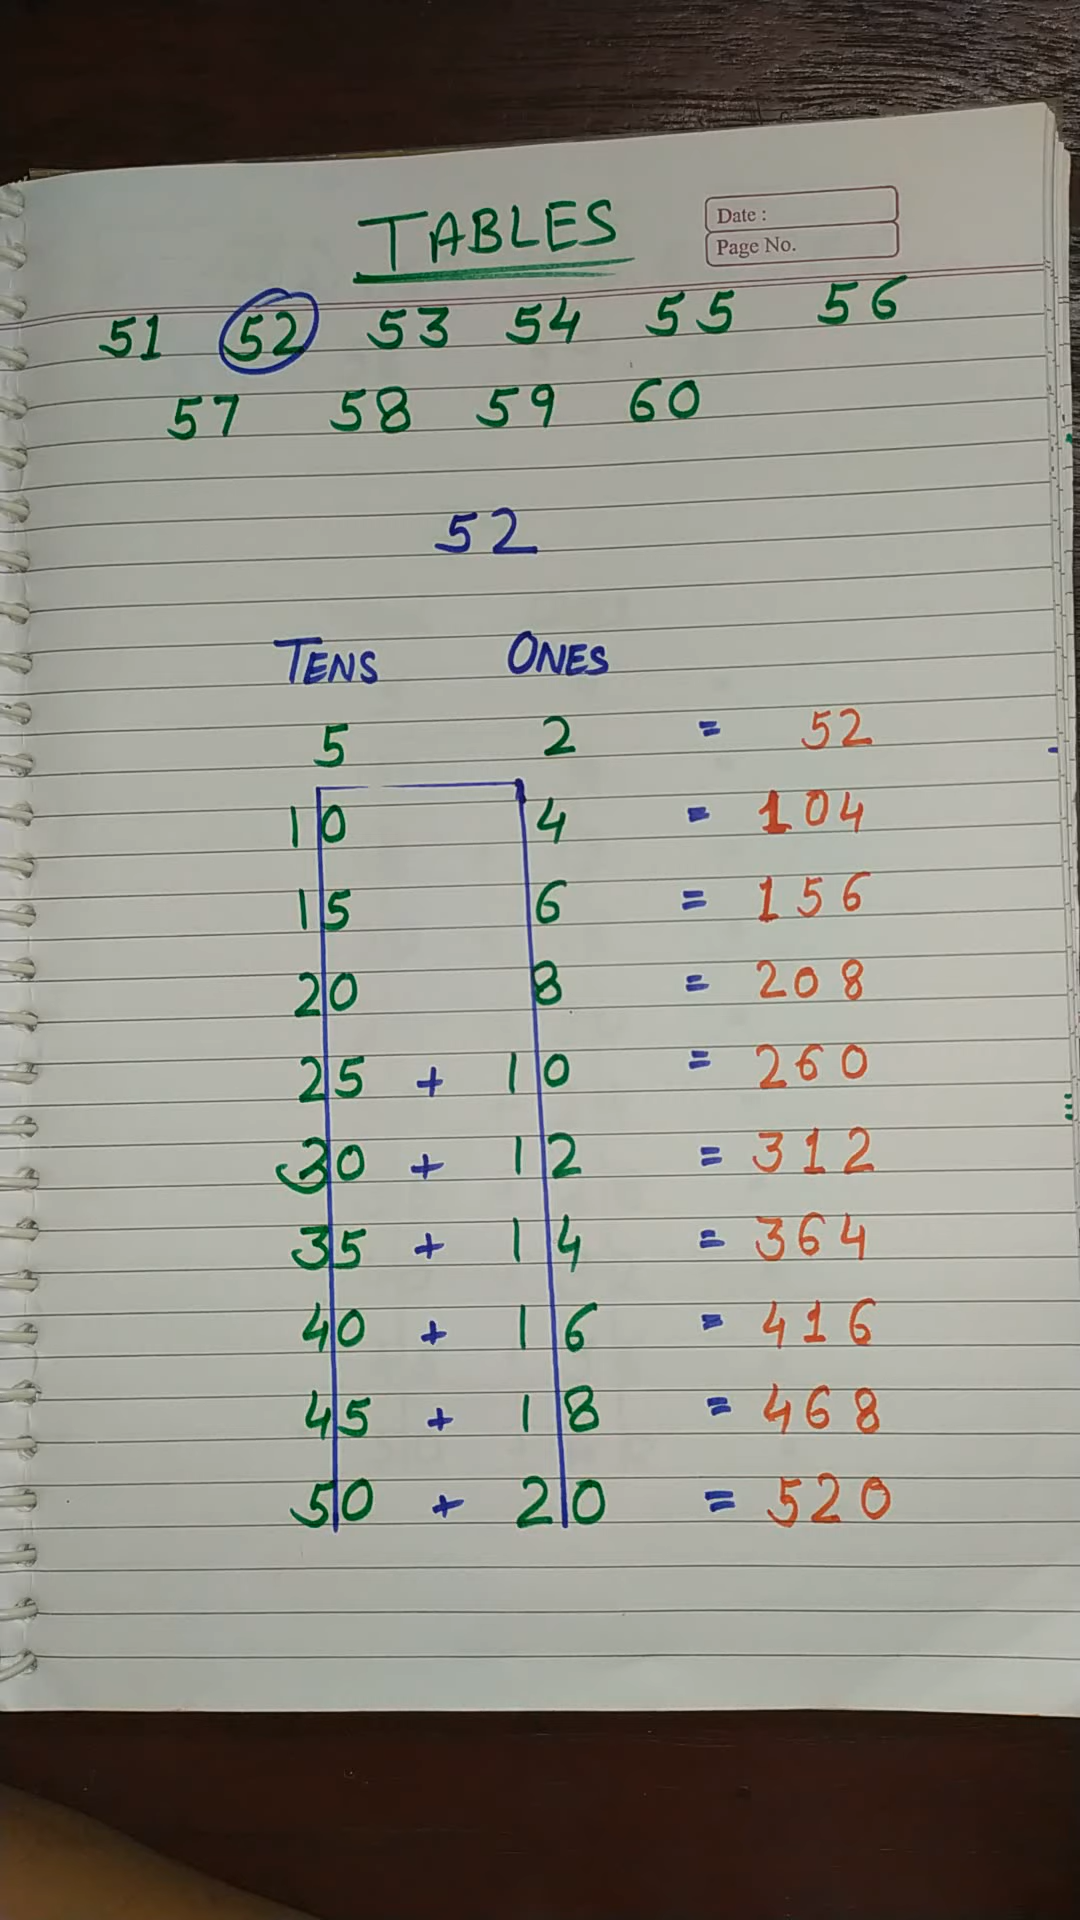 TABLES
Date :
Page No.
51 52 53 54 55 56
57 58 59 60
52
TENS ONES
5 2 = 52
10 4 = 104
15 6 = 156
20 8 = 208
25 + 10 = 260
30 + 12 = 312
35 + 14 = 364
40 + 16 = 416
45 + 18 = 468
50 + 20 = 520